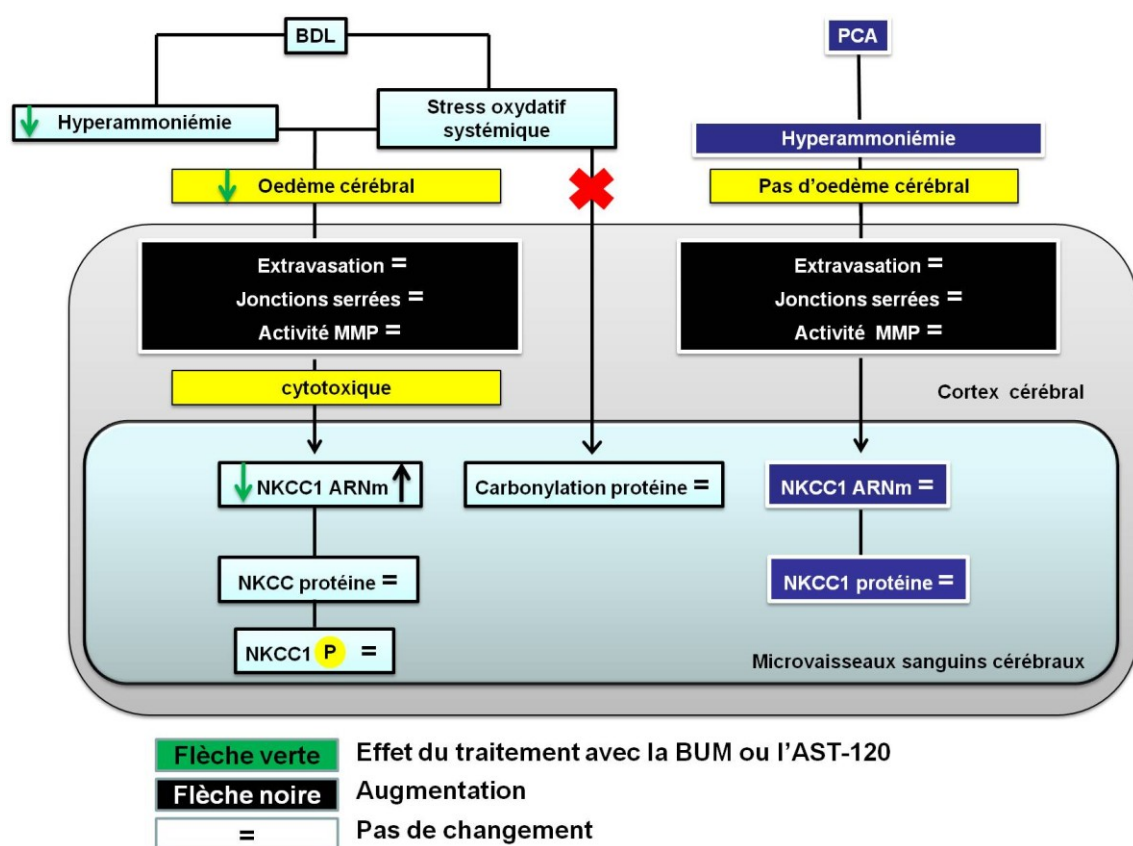 BDL
PCA
Hyperammoniémie
Stress oxydatif
systémique
Hyperammoniémie
Oedème cérébral
Pas d'oedème cérébral
Extravasation =
Jonctions serrées =
Activité MMP =
Extravasation =
Jonctions serrées =
Activité MMP =
cytotoxique
Cortex cérébral
NKCC1 ARNm
Carbonylation protéine =
NKCC1 ARNm =
NKCC protéine =
NKCC1 protéine =
NKCC1 P =
Microvaisseaux sanguins cérébraux
Flèche verte Effet du traitement avec la BUM ou l'AST-120
Flèche noire Augmentation
= Pas de changement